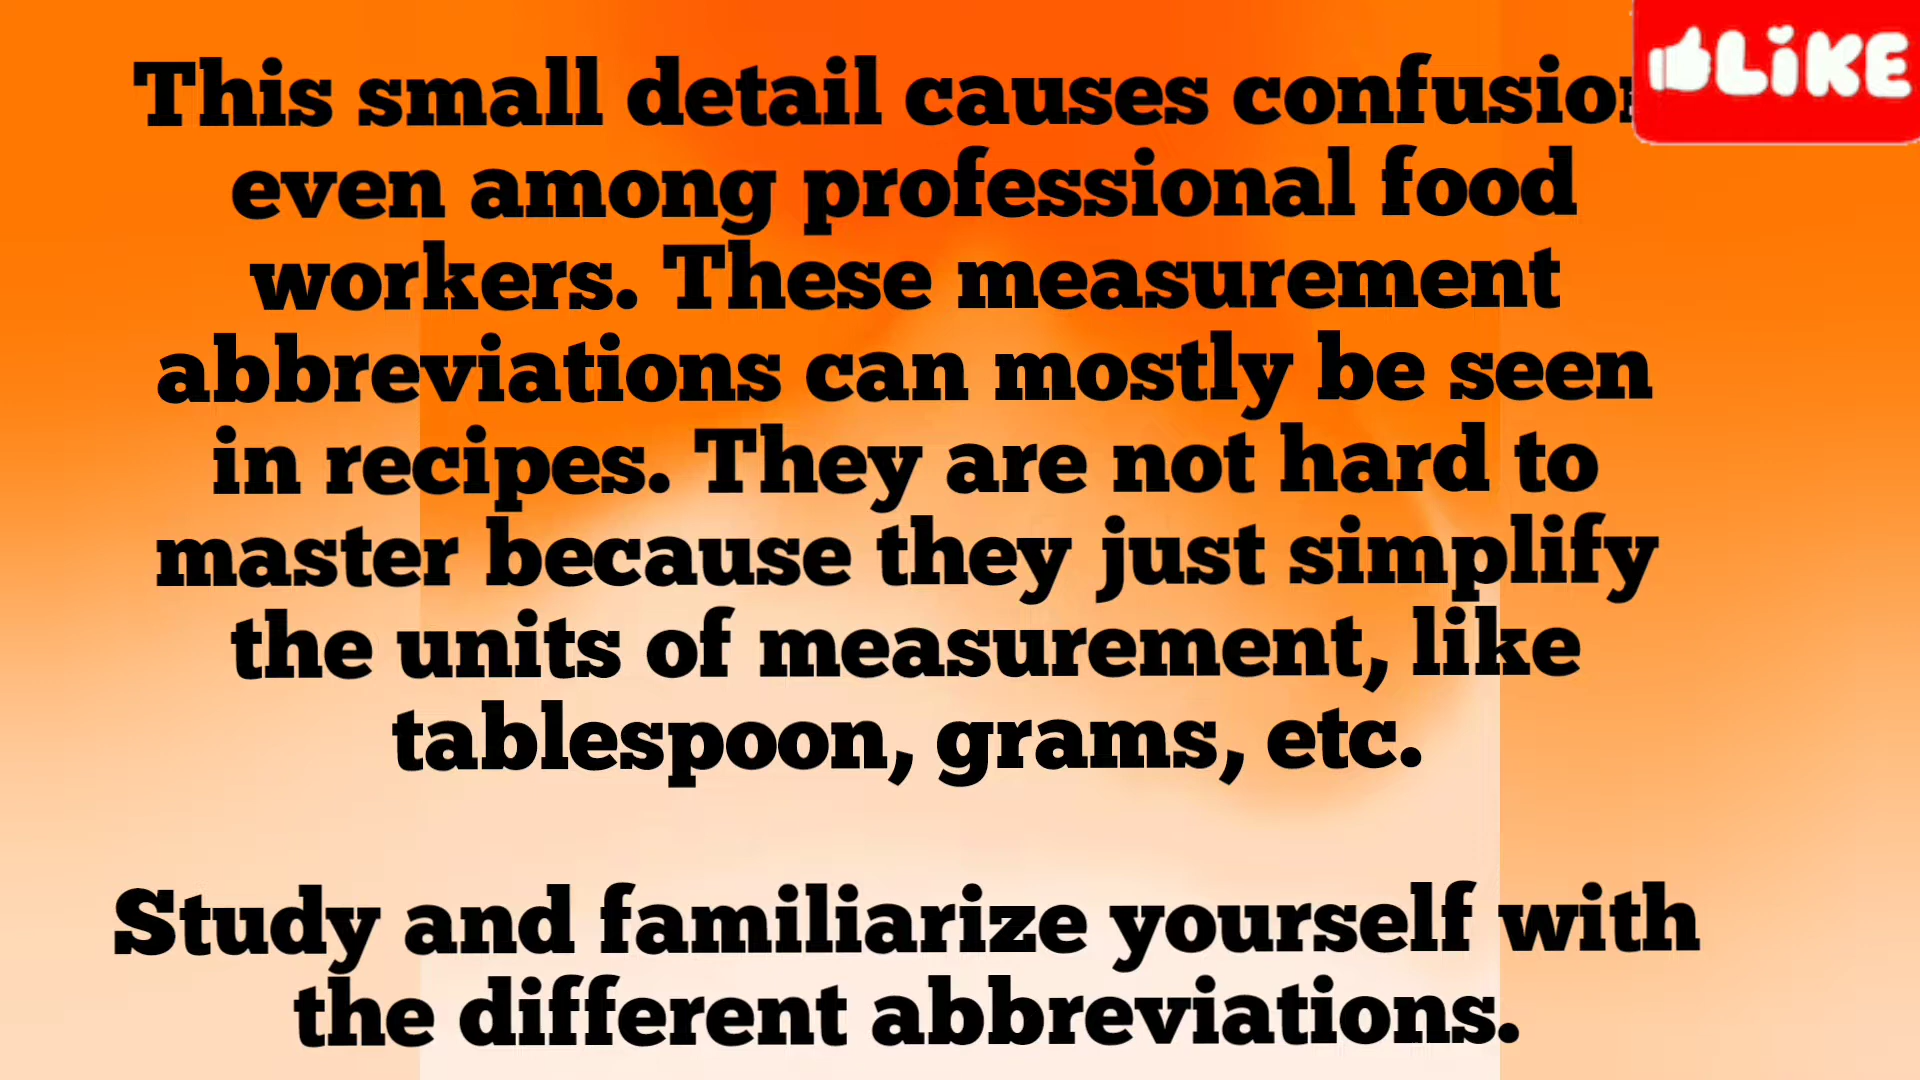 This small detail causes confusion
even among professional food
workers. These measurement
abbreviations can mostly be seen
in recipes. They are not hard to
master because they just simplify
the units of measurement, like
tablespoon, grams, etc.
Study and familiarize yourself with
the different abbreviations.
LiKE